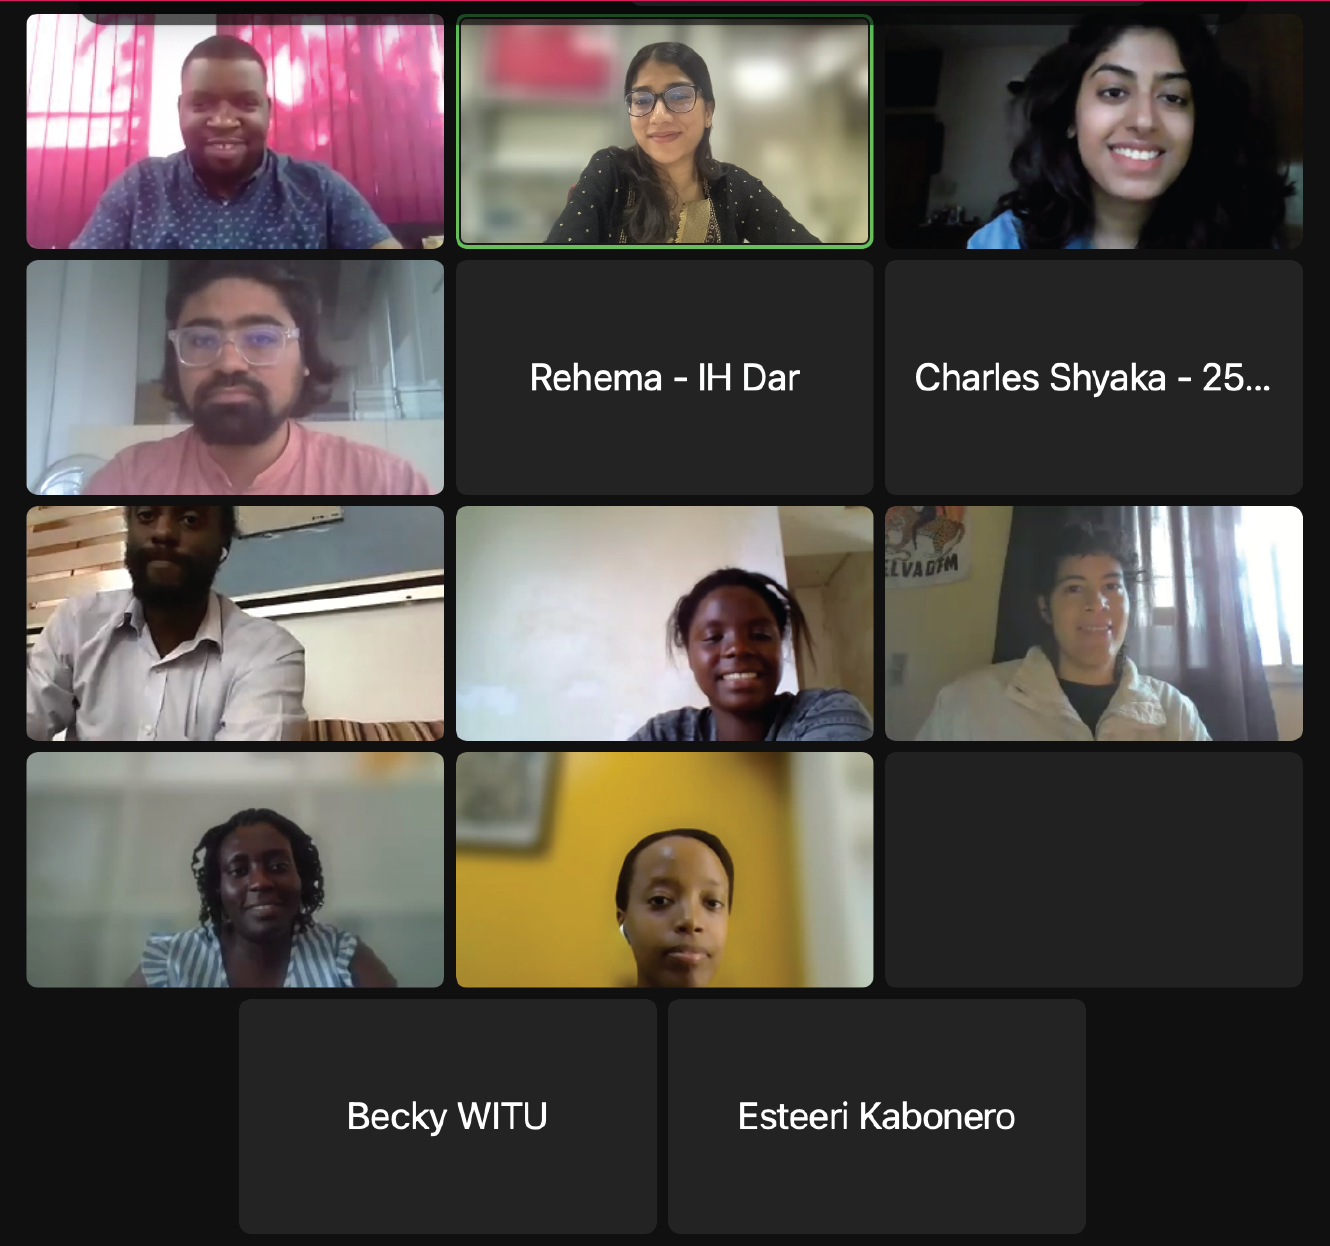 Rehema - IH Dar
Charles Shyaka - 25...
Becky WITU
Esteeri Kabonero